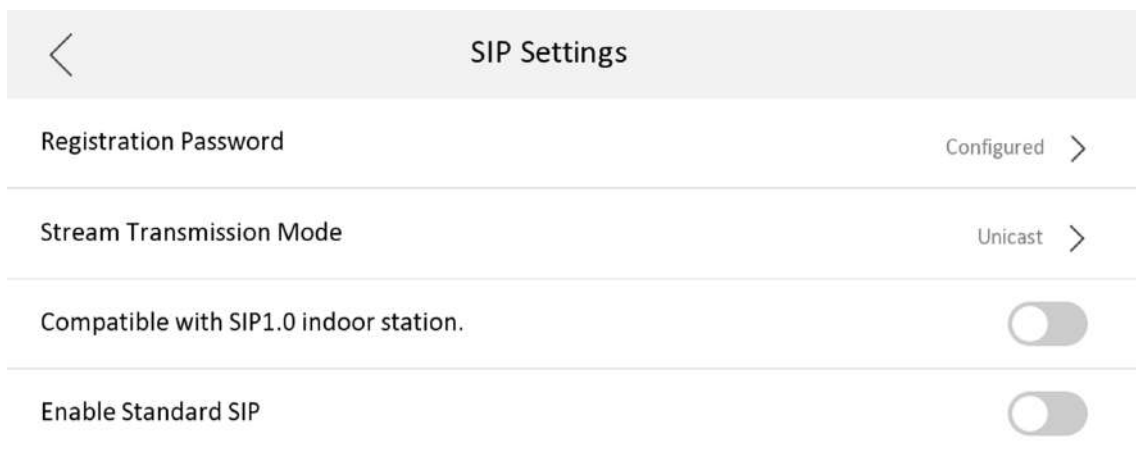 SIP Settings
Registration Password
Configured
Stream Transmission Mode
Unicast
Compatible with SIP1.0 indoor station.
Enable Standard SIP